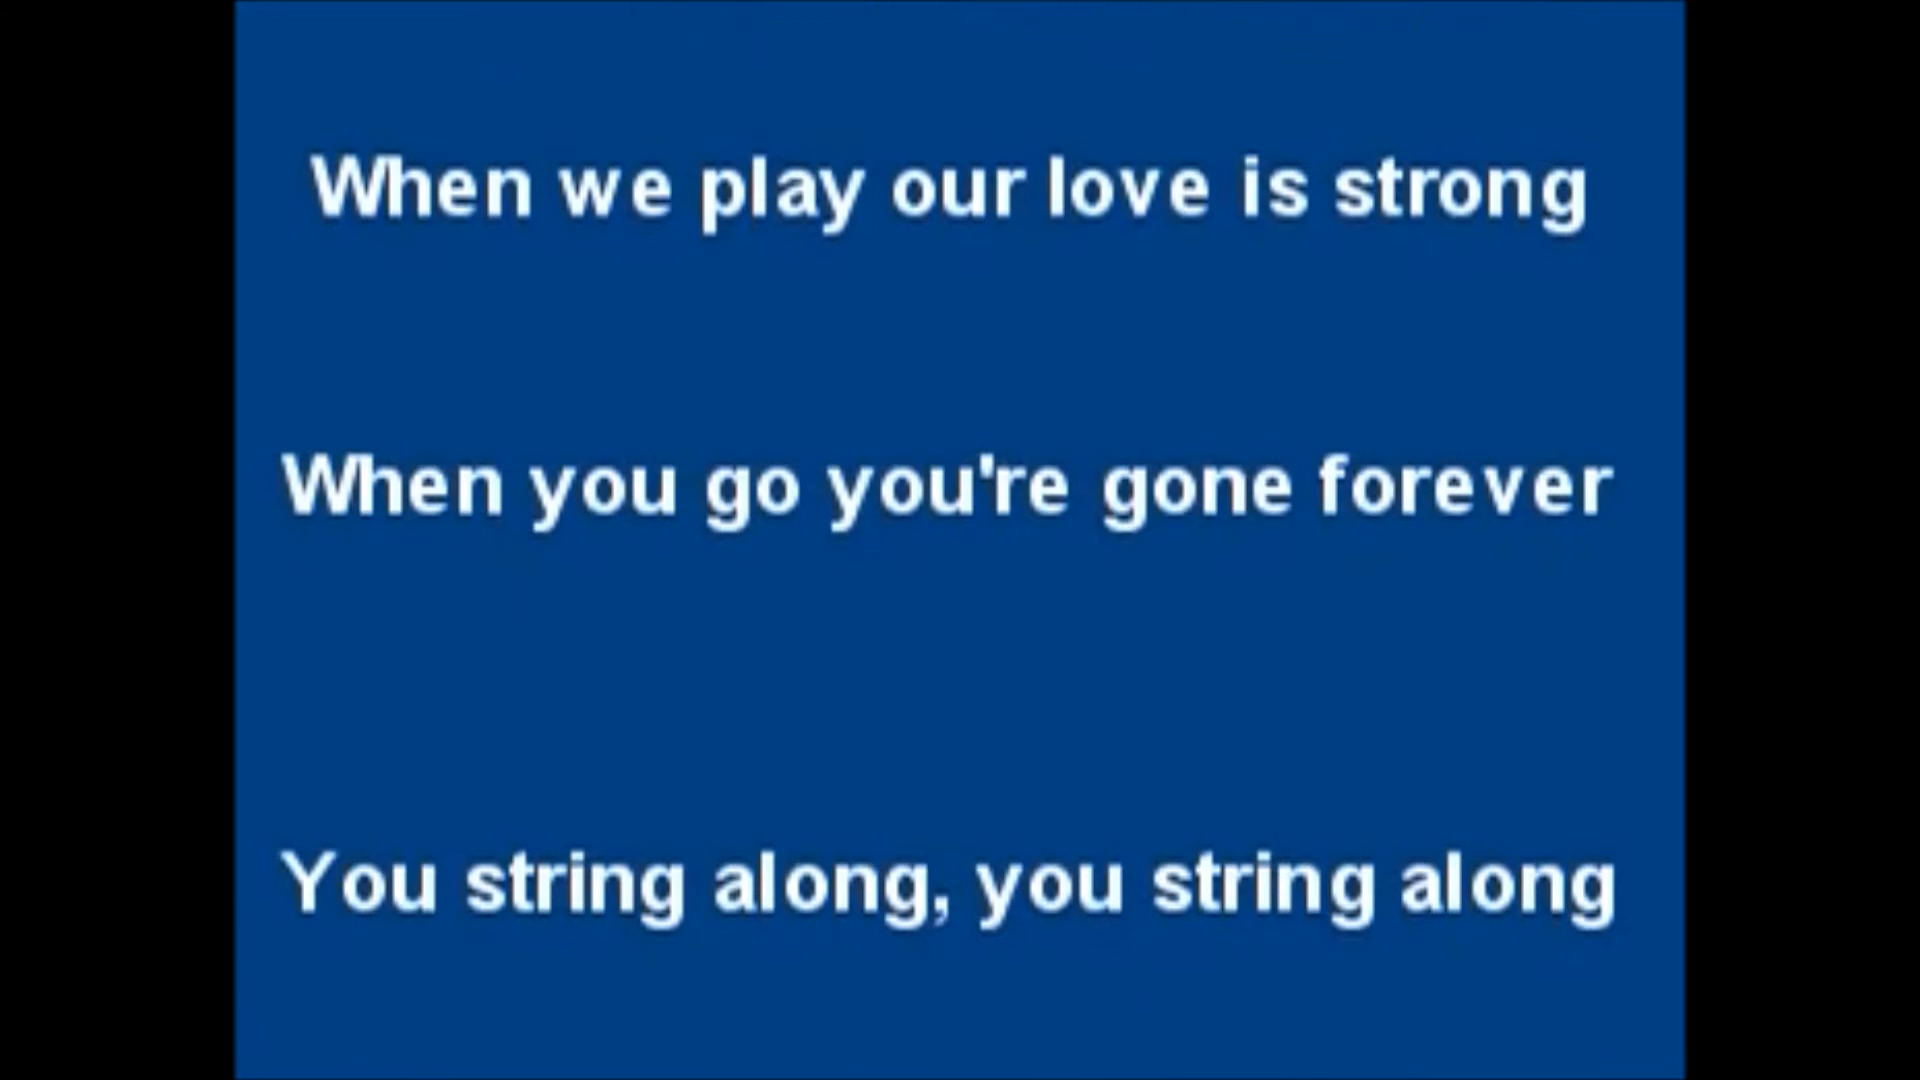 When we play our love is strong
When you go you're gone forever
You string along, you string along